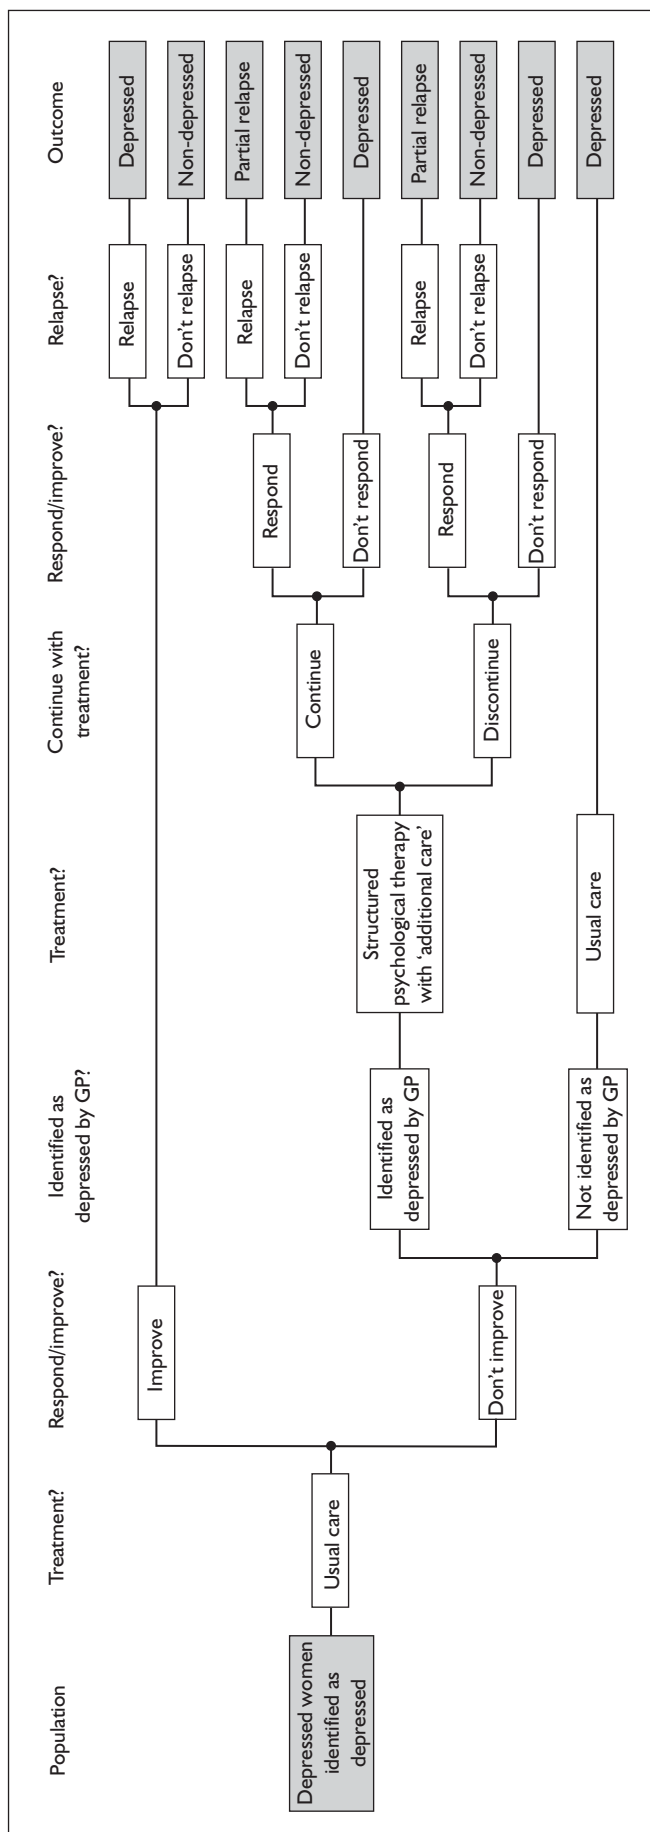 Population
Treatment?
Respond/improve?
Identified as
depressed by GP?
Treatment?
Continue with
treatment?
Respond/improve?
Relapse?
Outcome
Depressed women
identified as
depressed
Usual care
Improve
Don't improve
Identified as
depressed by GP
Not identified as
depressed by GP
Structured
psychological therapy
with ‘additional care’
Usual care
Continue
Discontinue
Respond
Don't respond
Respond
Don't respond
Relapse
Don't relapse
Relapse
Don't relapse
Relapse
Don't relapse
Depressed
Non-depressed
Partial relapse
Non-depressed
Depressed
Partial relapse
Non-depressed
Depressed
Depressed